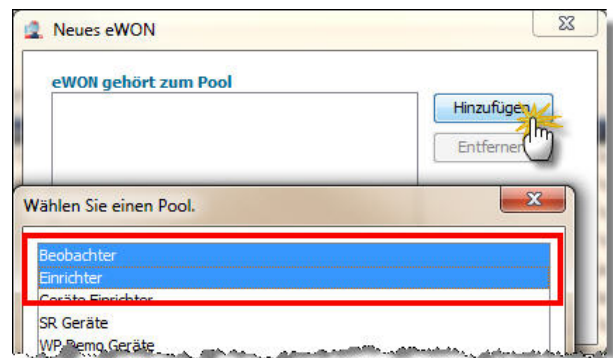 Neues eWON
eWON gehört zum Pool
Hinzufügen
Entfernen
Wählen Sie einen Pool.
Beobachter
Einrichter
Geräte Einrichter
SR Geräte
WP Demo Geräte